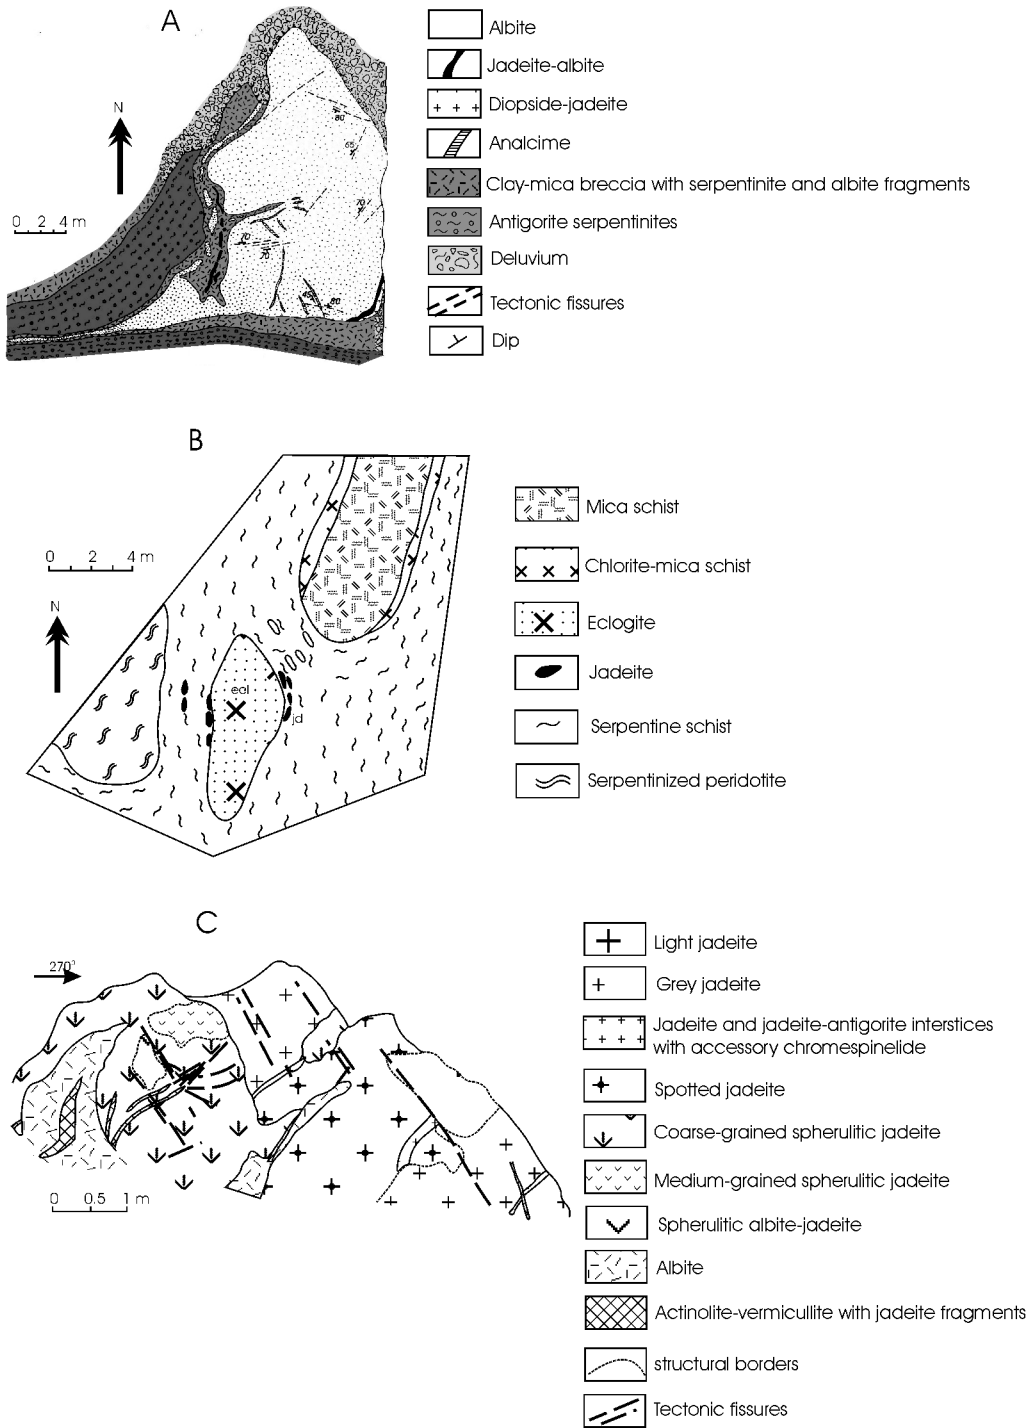 A
N
0 2 4 m
80
65
70
70
70
80
Albite
Jadeite-albite
Diopside-jadeite
Analcime
Clay-mica breccia with serpentinite and albite fragments
Antigorite serpentinites
Deluvium
Tectonic fissures
Dip
B
0 2 4 m
N
ecl
jd
Mica schist
Chlorite-mica schist
Eclogite
Jadeite
Serpentine schist
Serpentinized peridotite
C
270°
0 0.5 1 m
Light jadeite
Grey jadeite
Jadeite and jadeite-antigorite interstices
with accessory chromespinelide
Spotted jadeite
Coarse-grained spherulitic jadeite
Medium-grained spherulitic jadeite
Spherulitic albite-jadeite
Albite
Actinolite-vermicullite with jadeite fragments
structural borders
Tectonic fissures